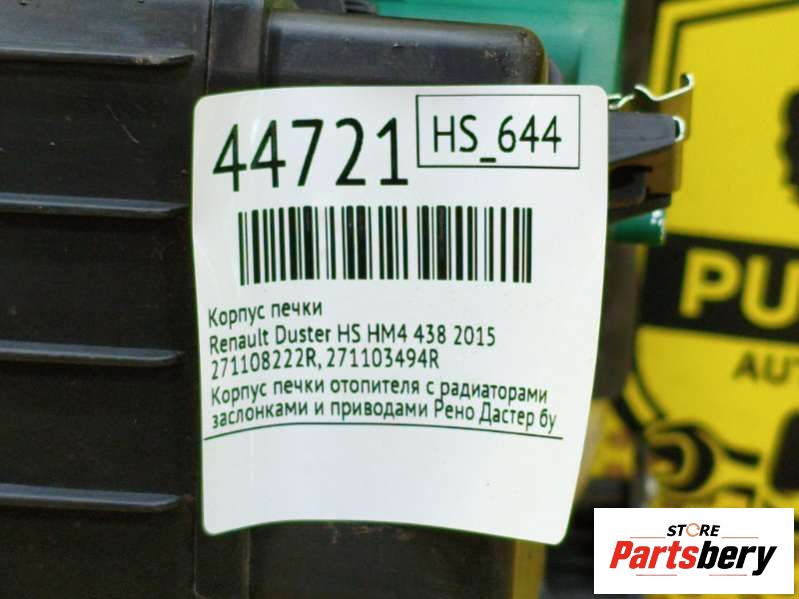 44721
HS_644
Корпус печки
Renault Duster HS HM4 438 2015
271108222R, 271103494R
Корпус печки отопителя с радиаторами
заслонками и приводами Рено Дастер бу
PU
AUT
STORE
Partsbery